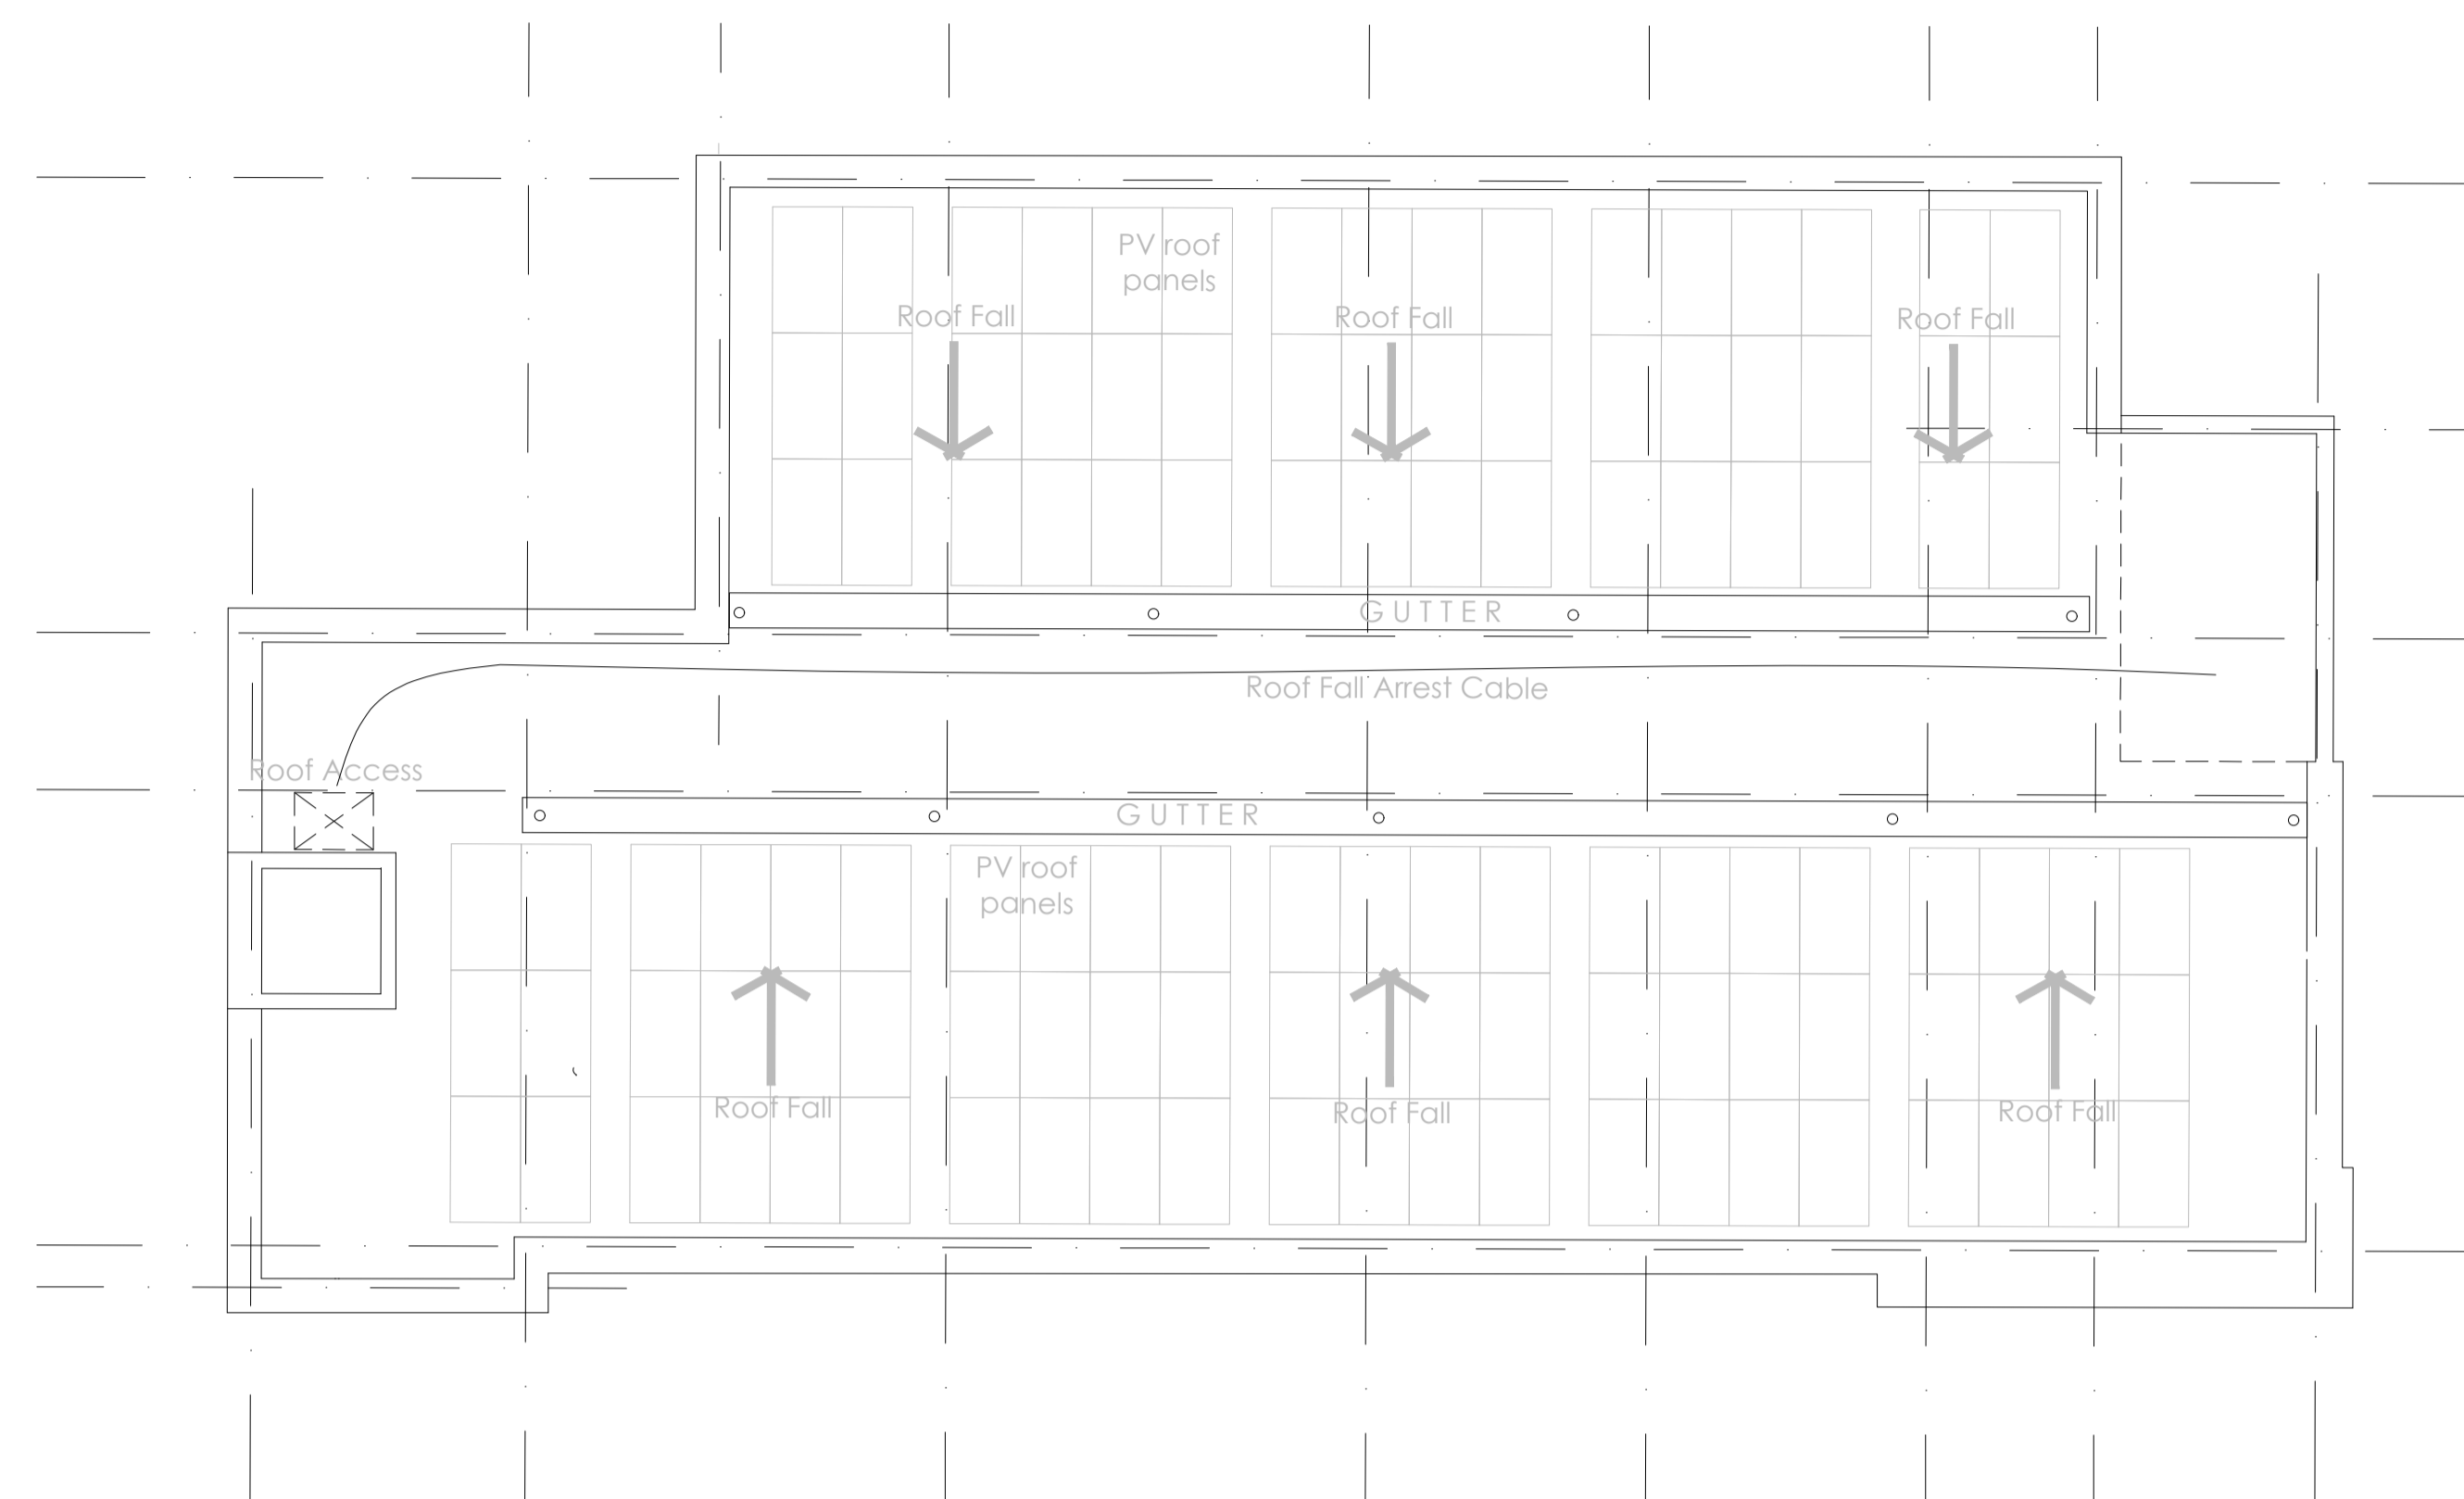 PV roof
panels
Roof Fall
Roof Fall
Roof Fall
GUTTER
Roof Fall Arrest Cable
Roof Access
GUTTER
PV roof
panels
Roof Fall
Roof Fall
Roof Fall